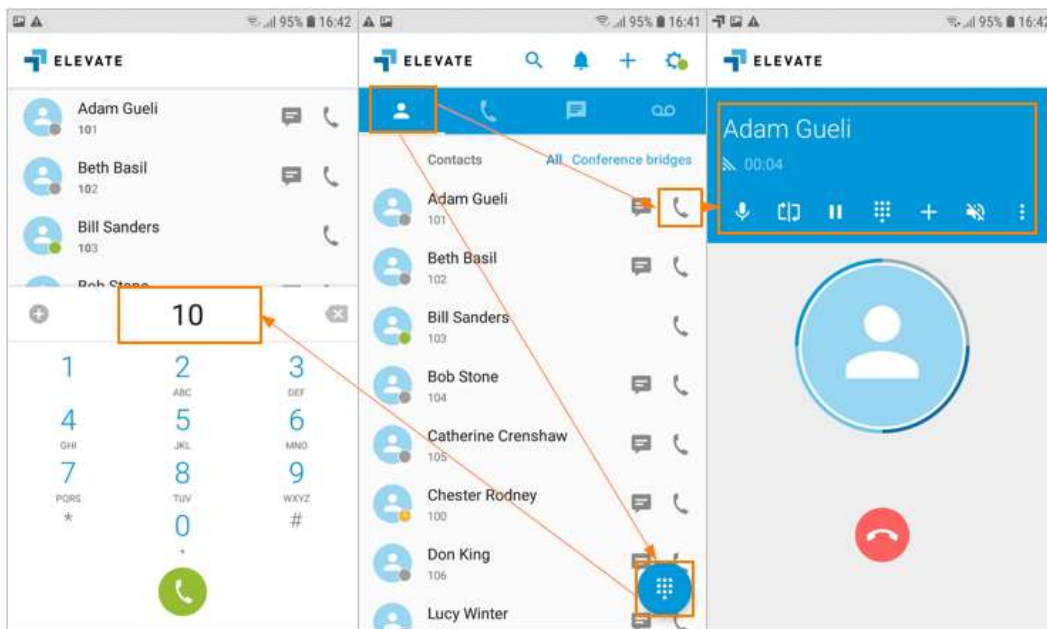 95% 16:42
ELEVATE
Adam Gueli
101
Beth Basil
102
Bill Sanders
103
Bob Stone
10
1 2 3
ABC DEF
4 5 6
GHI JKL MNO
7 8 9
PQRS TUV WXYZ
* 0 #
+
95% 16:41
ELEVATE
Contacts All Conference bridges
Adam Gueli
101
Beth Basil
102
Bill Sanders
103
Bob Stone
104
Catherine Crenshaw
105
Chester Rodney
100
Don King
106
Lucy Winter
95% 16:42
ELEVATE
Adam Gueli
00:04